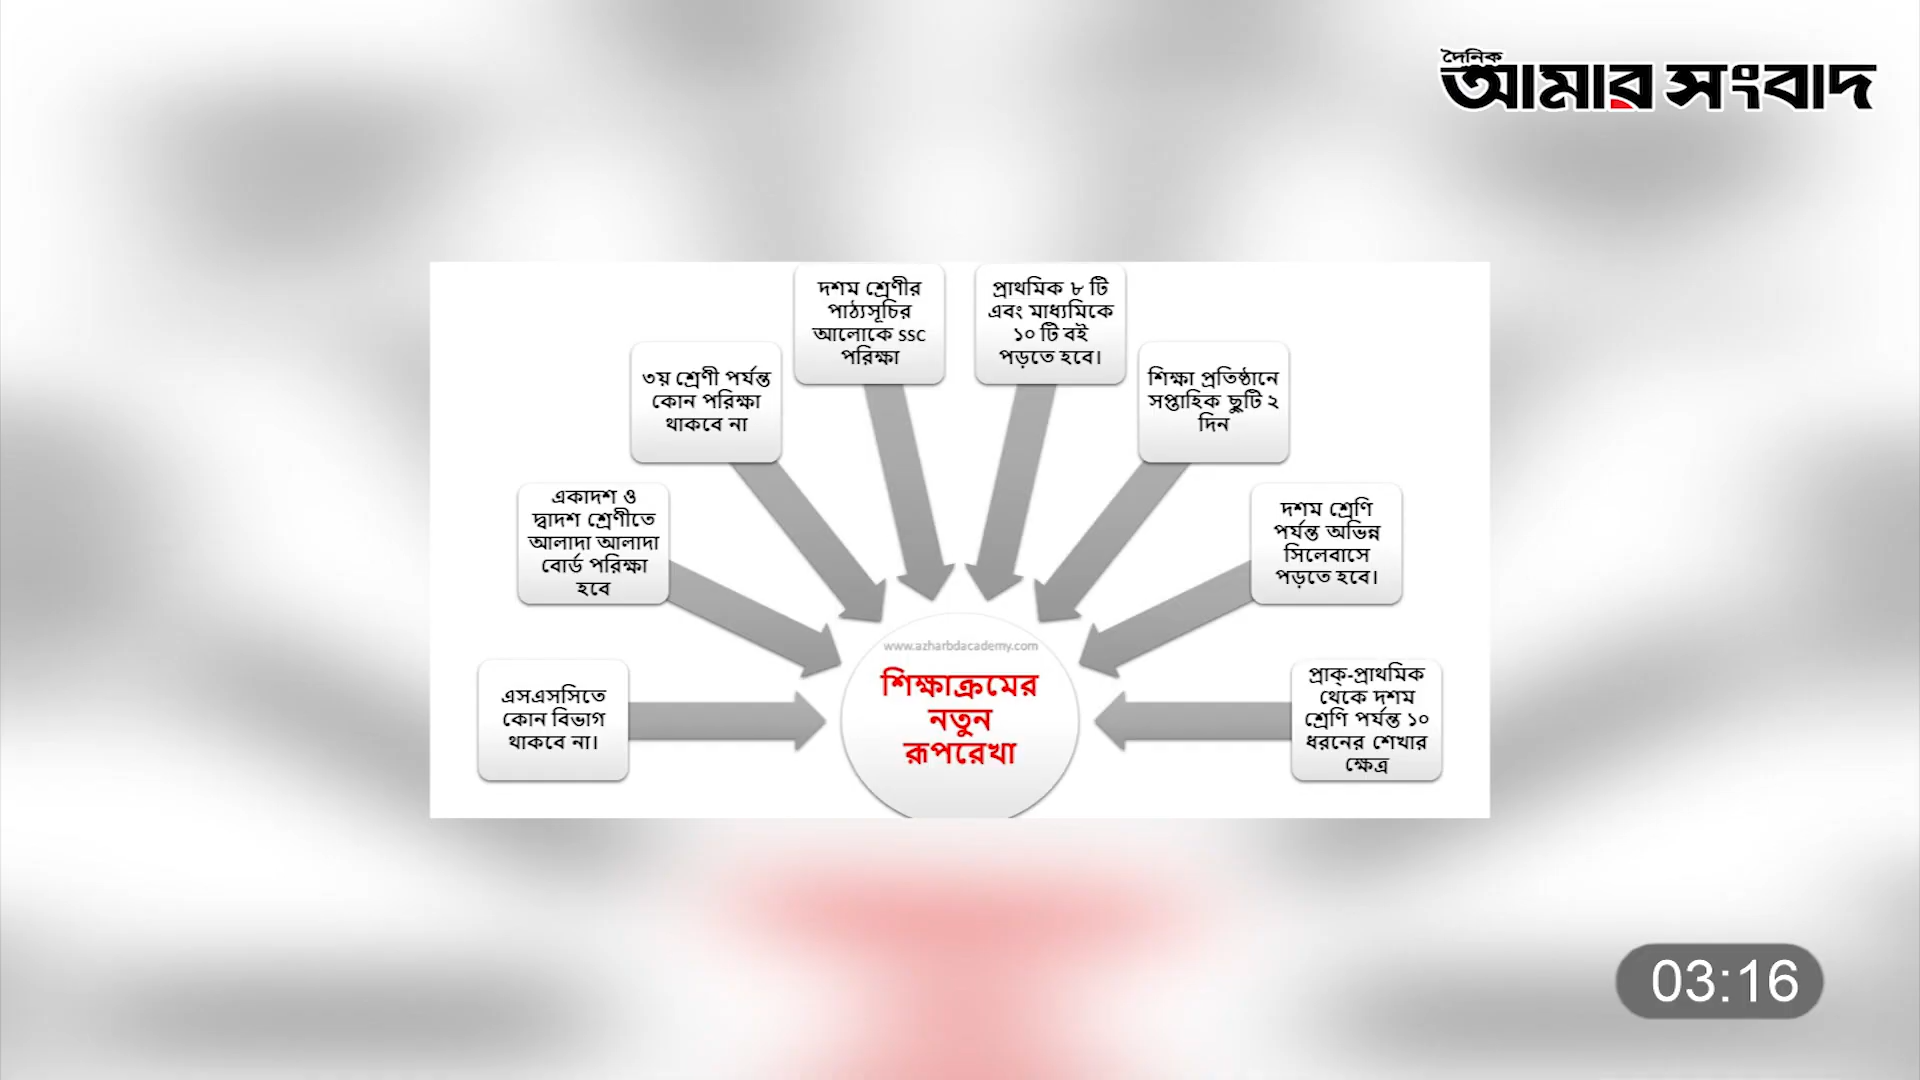 দৈনিক
আমার সংবাদ
দশম শ্রেণীর
পাঠ্যসূচির
আলোকে ssc
পরিক্ষা
প্রাথমিক ৮ টি
এবং মাধ্যমিকে
১০ টি বই
পড়তে হবে।
৩য় শ্রেণী পর্যন্ত
কোন পরিক্ষা
থাকবে না
শিক্ষা প্রতিষ্ঠানে
সপ্তাহিক ছুটি ২
দিন
একাদশ ও
দ্বাদশ শ্রেণীতে
আলাদা আলাদা
বোর্ড পরিক্ষা
হবে
দশম শ্রেণি
পর্যন্ত অভিন্ন
সিলেবাসে
পড়তে হবে।
এসএসসিতে
কোন বিভাগ
থাকবে না।
www.azharbdacademy.com
শিক্ষাক্রমের
নতুন
রূপরেখা
প্রাক্-প্রাথমিক
থেকে দশম
শ্রেণি পর্যন্ত ১০
ধরনের শেখার
ক্ষেত্র
03:16